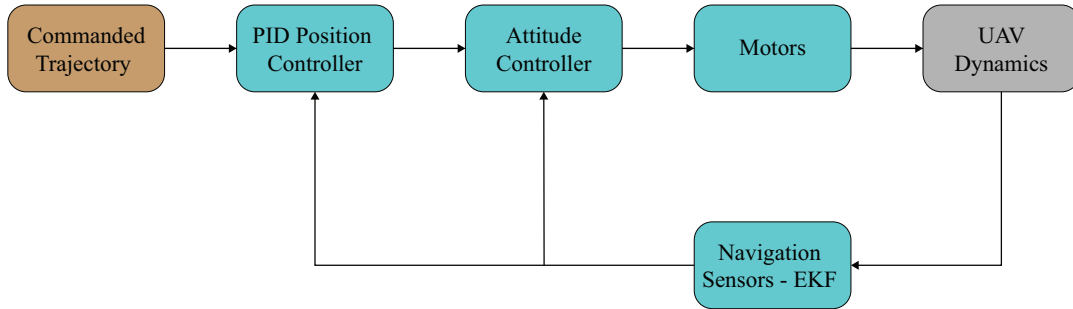 Commanded
Trajectory
PID Position
Controller
Attitude
Controller
Motors
UAV
Dynamics
Navigation
Sensors - EKF